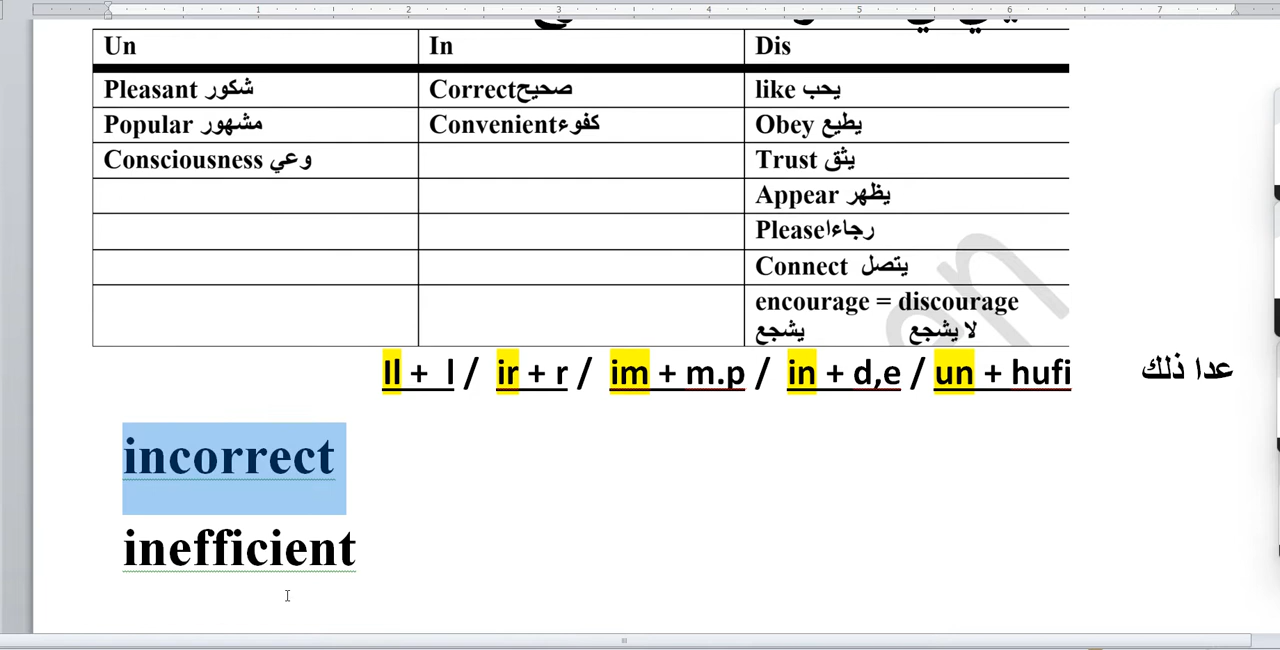 Un In Dis
Pleasant شكور Correctصحيح like يحب
Popular مشهور Convenientكفوء Obey يطيع
Consciousness وعي Trust يثق
Appear يظهر
Pleaseرجاءا
Connect يتصل
encourage = discourage
يشجع لا يشجع
Il + l / ir + r / im + m.p / in + d,e / un + hufi عدا ذلك
incorrect
inefficient